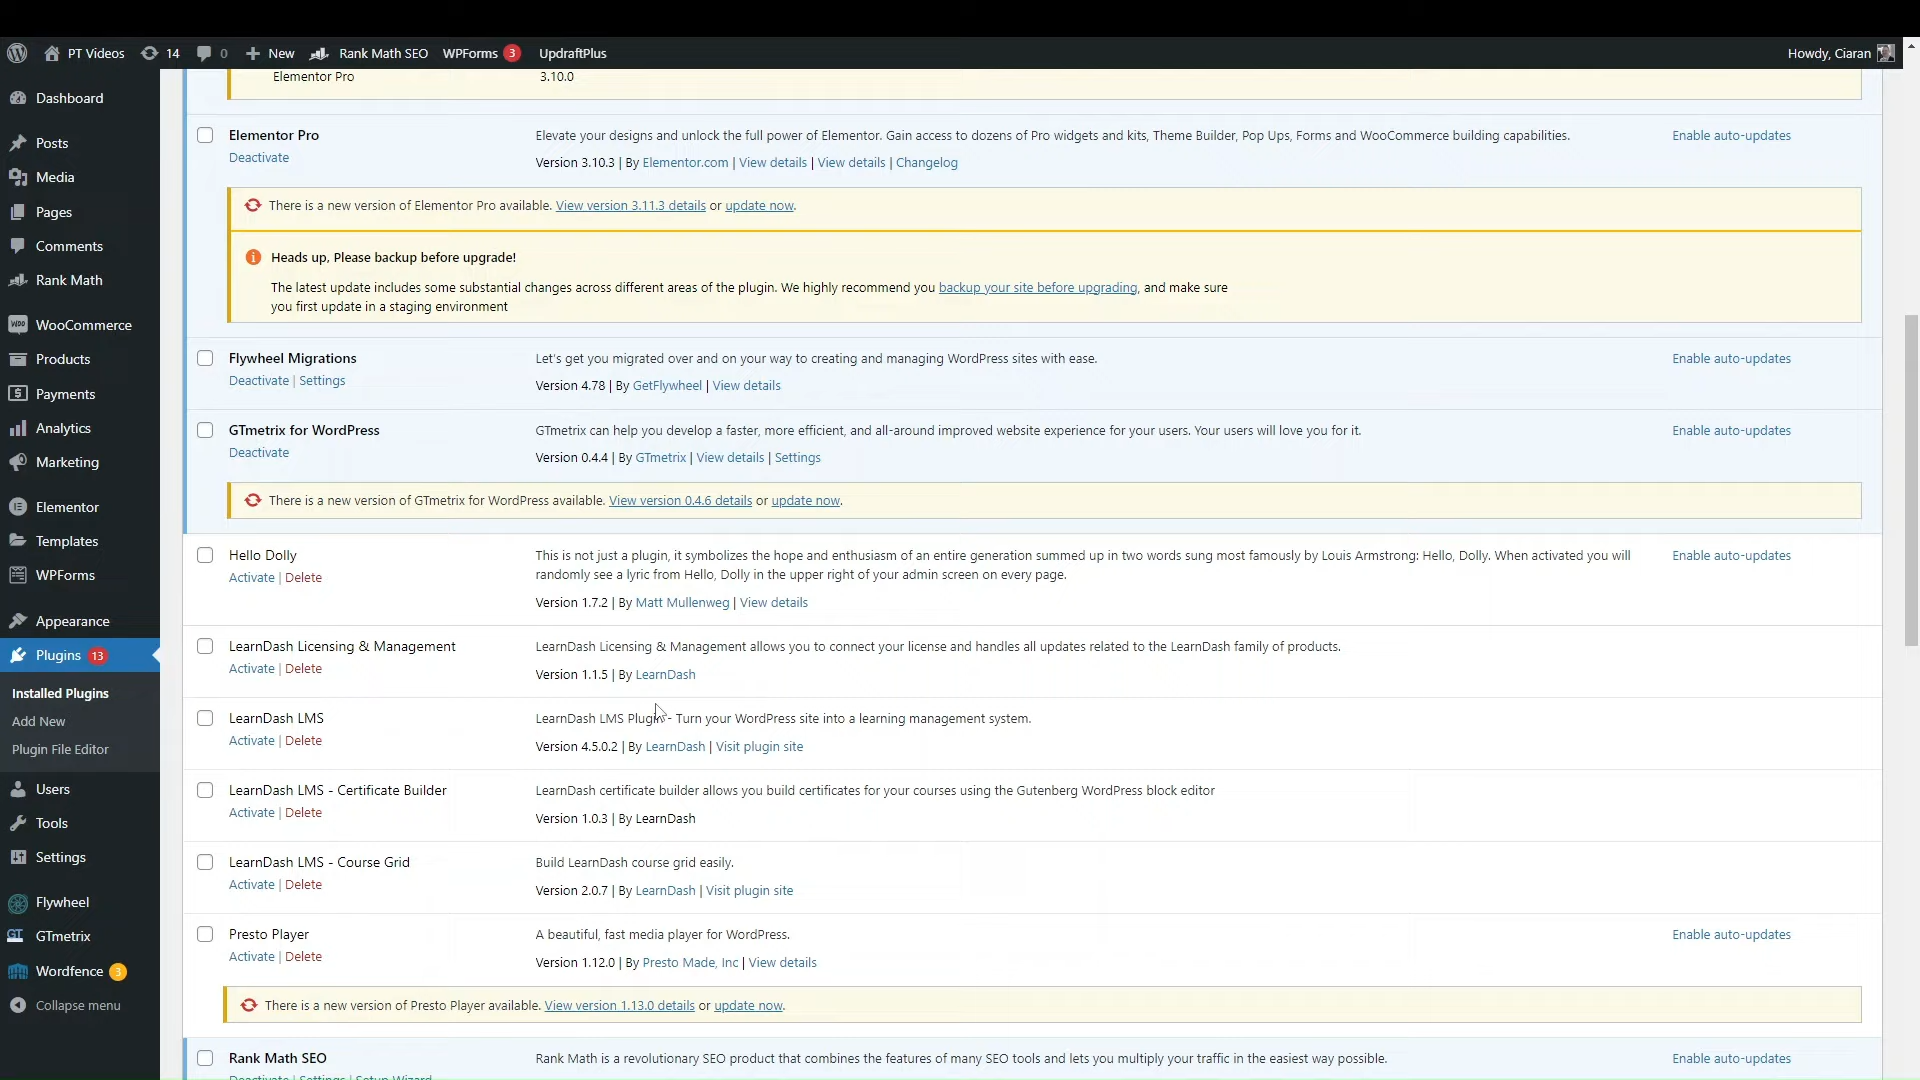 PT Videos 14 0 New Rank Math SEO WPForms 3 UpdraftPlus Howdy, Ciaran
Elementor Pro 3.10.0
Dashboard
Posts
Media
Pages
Comments
Rank Math
WooCommerce
Products
Payments
Analytics
Marketing
Elementor
Templates
WPForms
Appearance
Plugins 13
Installed Plugins
Add New
Plugin File Editor
Users
Tools
Settings
Flywheel
GTmetrix
Wordfence 3
Collapse menu
Elementor Pro
Deactivate
Elevate your designs and unlock the full power of Elementor. Gain access to dozens of Pro widgets and kits, Theme Builder, Pop Ups, Forms and WooCommerce building capabilities.
Version 3.10.3 | By Elementor.com | View details | View details | Changelog
Enable auto-updates
There is a new version of Elementor Pro available. View version 3.11.3 details or update now.
Heads up, Please backup before upgrade!
The latest update includes some substantial changes across different areas of the plugin. We highly recommend you backup your site before upgrading, and make sure
you first update in a staging environment
Flywheel Migrations
Deactivate | Settings
Let's get you migrated over and on your way to creating and managing WordPress sites with ease.
Version 4.78 | By GetFlywheel | View details
Enable auto-updates
GTmetrix for WordPress
Deactivate
GTmetrix can help you develop a faster, more efficient, and all-around improved website experience for your users. Your users will love you for it.
Version 0.4.4 | By GTmetrix | View details | Settings
Enable auto-updates
There is a new version of GTmetrix for WordPress available. View version 0.4.6 details or update now.
Hello Dolly
Activate | Delete
This is not just a plugin, it symbolizes the hope and enthusiasm of an entire generation summed up in two words sung most famously by Louis Armstrong: Hello, Dolly. When activated you will
randomly see a lyric from Hello, Dolly in the upper right of your admin screen on every page.
Version 1.7.2 | By Matt Mullenweg | View details
Enable auto-updates
LearnDash Licensing & Management
Activate | Delete
LearnDash Licensing & Management allows you to connect your license and handles all updates related to the LearnDash family of products.
Version 1.1.5 | By LearnDash
LearnDash LMS
Activate | Delete
LearnDash LMS Plugin - Turn your WordPress site into a learning management system.
Version 4.5.0.2 | By LearnDash | Visit plugin site
LearnDash LMS - Certificate Builder
Activate | Delete
LearnDash certificate builder allows you build certificates for your courses using the Gutenberg WordPress block editor
Version 1.0.3 | By LearnDash
LearnDash LMS - Course Grid
Activate | Delete
Build LearnDash course grid easily.
Version 2.0.7 | By LearnDash | Visit plugin site
Presto Player
Activate | Delete
A beautiful, fast media player for WordPress.
Version 1.12.0 | By Presto Made, Inc | View details
Enable auto-updates
There is a new version of Presto Player available. View version 1.13.0 details or update now.
Rank Math SEO
Deactivate | Settings | Setup Wizard
Rank Math is a revolutionary SEO product that combines the features of many SEO tools and lets you multiply your traffic in the easiest way possible.
Enable auto-updates